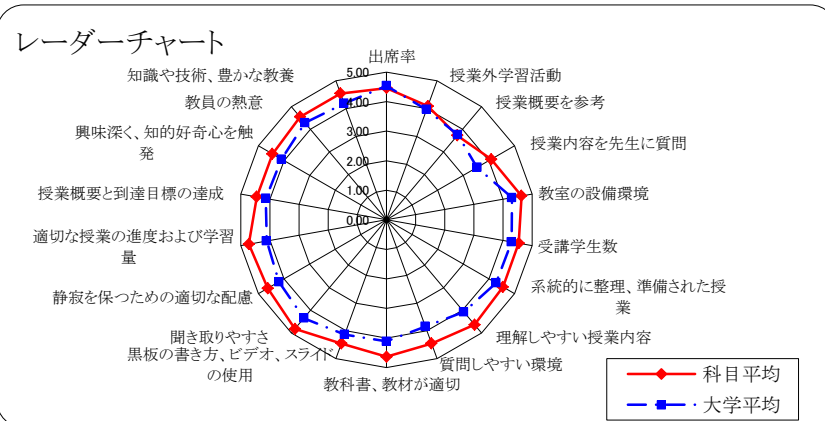 レーダーチャート
出席率
授業外学習活動
授業概要を参考
授業内容を先生に質問
教室の設備環境
受講学生数
系統的に整理、準備された授
業
理解しやすい授業内容
質問しやすい環境
教科書、教材が適切
黒板の書き方、ビデオ、スライド
の使用
聞き取りやすさ
静寂を保つための適切な配慮
適切な授業の進度および学習
量
授業概要と到達目標の達成
興味深く、知的好奇心を触
発
教員の熱意
知識や技術、豊かな教養
5.00
4.00
3.00
2.00
1.00
0.00
科目平均
大学平均